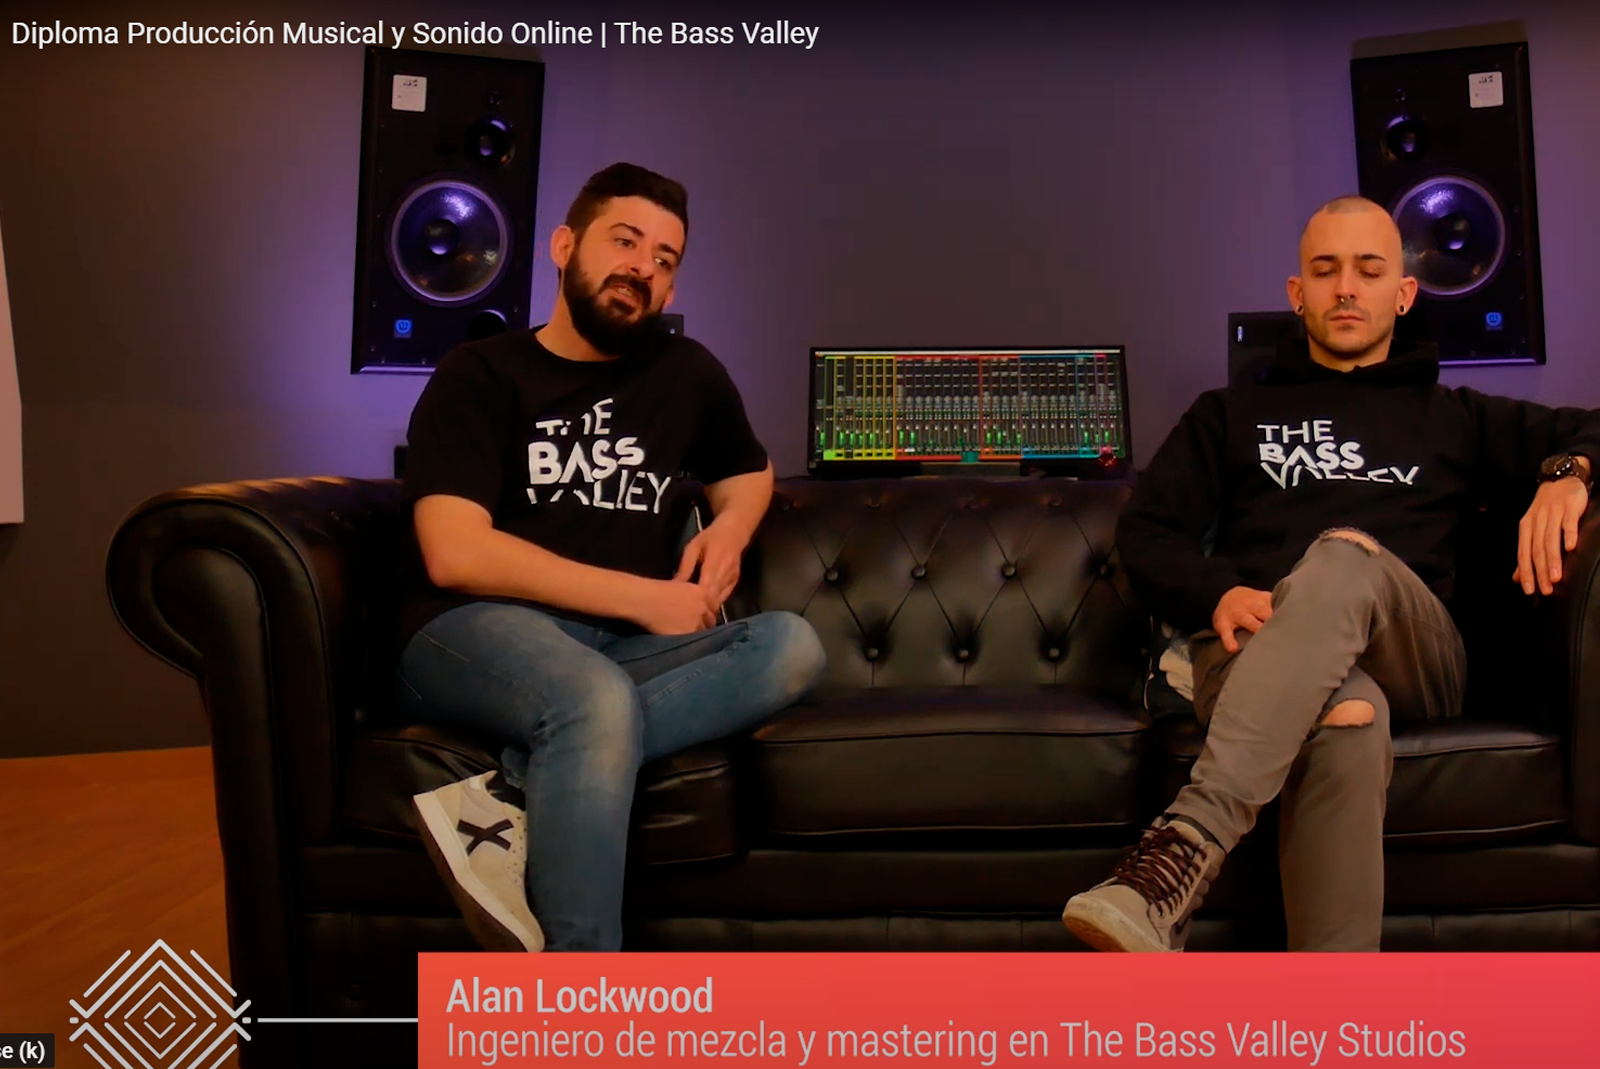 Diploma Producción Musical y Sonido Online | The Bass Valley
THE
BASS
VALLEY
THE
BASS
VALLEY
Alan Lockwood
Ingeniero de mezcla y mastering en The Bass Valley Studios
se (k)